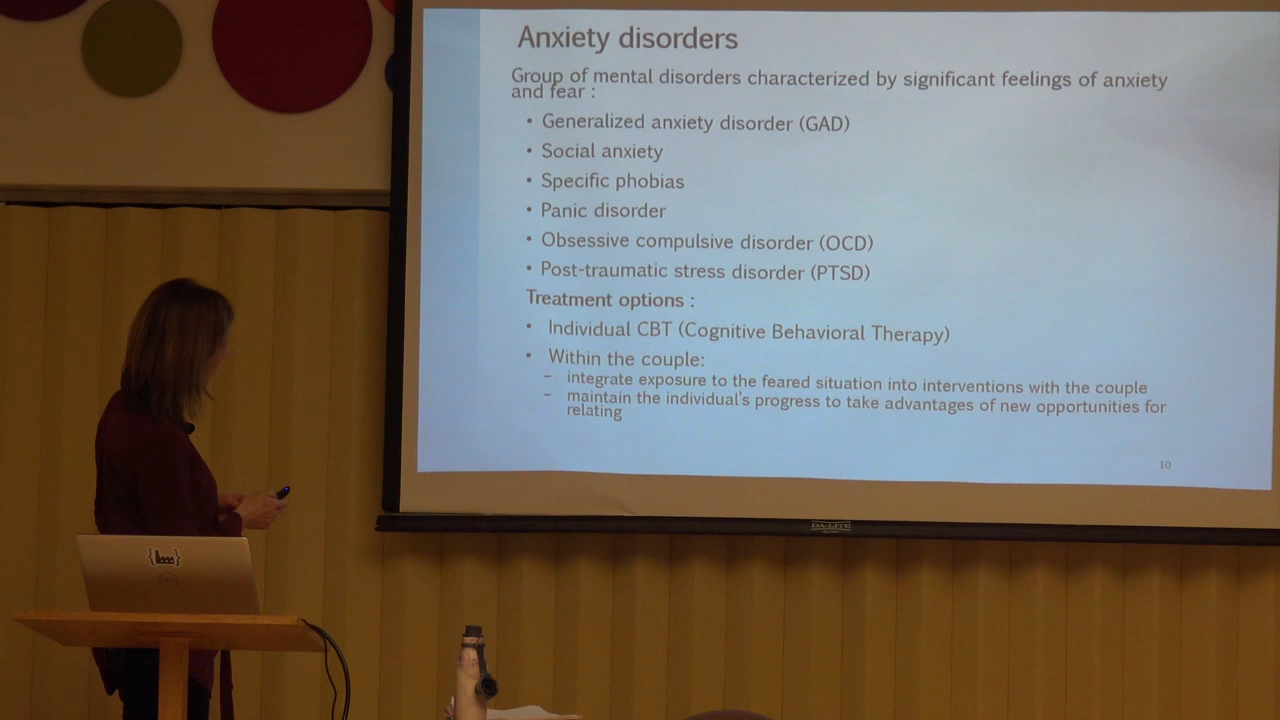 Anxiety disorders
Group of mental disorders characterized by significant feelings of anxiety
and fear :
• Generalized anxiety disorder (GAD)
• Social anxiety
• Specific phobias
• Panic disorder
• Obsessive compulsive disorder (OCD)
• Post-traumatic stress disorder (PTSD)
Treatment options :
• Individual CBT (Cognitive Behavioral Therapy)
• Within the couple:
– integrate exposure to the feared situation into interventions with the couple
– maintain the individual's progress to take advantages of new opportunities for
relating
10
DA-LITE